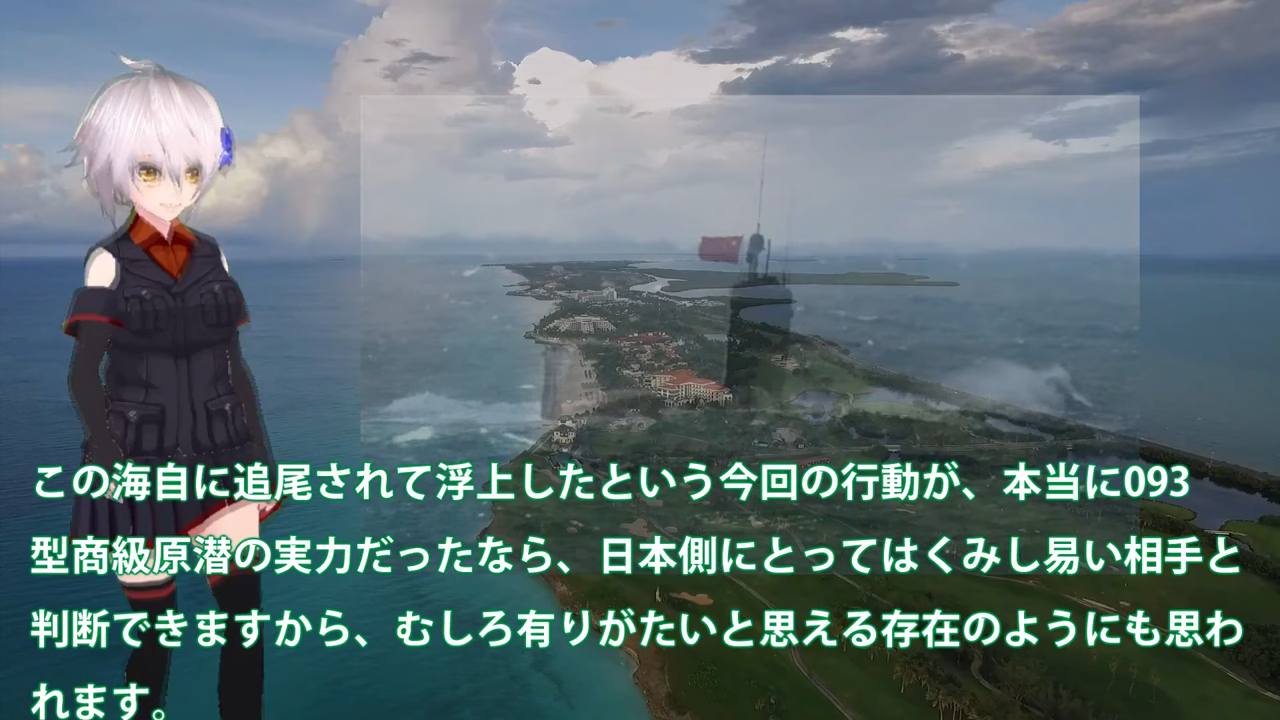 この海自に追尾されて浮上したという今回の行動が、本当に093
型商級原潜の実力だったなら、日本側にとってはくみし易い相手と
判断できますから、むしろ有りがたいと思える存在のようにも思わ
れます。